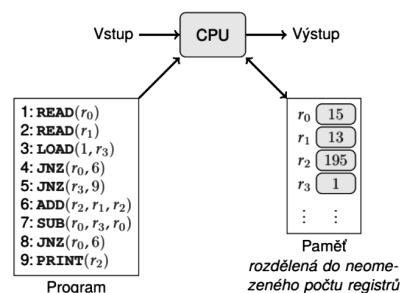 Vstup CPU Výstup
1: READ(r₀)
2: READ(r₁)
3: LOAD(1, r₃)
4: JNZ(r₀, 6)
5: JNZ(r₃, 9)
6: ADD(r₂, r₁, r₂)
7: SUB(r₀, r₃, r₀)
8: JNZ(r₀, 6)
9: PRINT(r₂)
Program
r₀ 15
r₁ 13
r₂ 195
r₃ 1
⋮ ⋮
Paměť
rozdělená do neome-
zeného počtu registrů